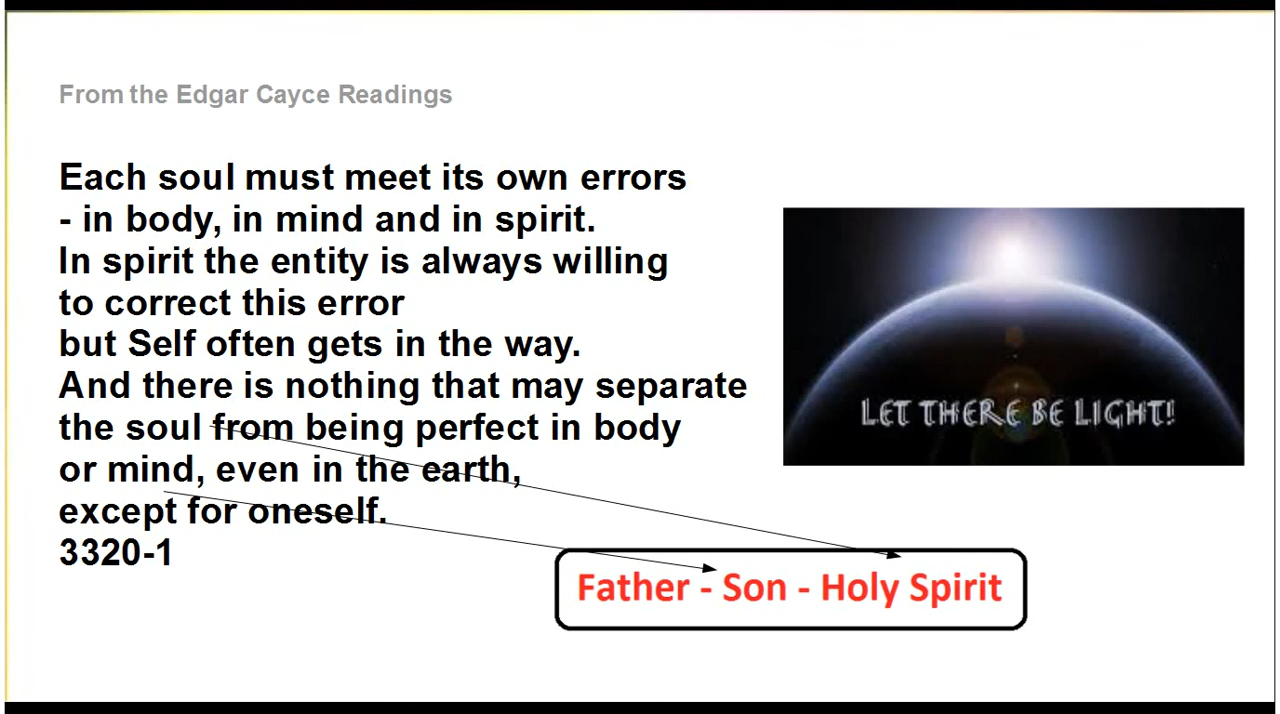 From the Edgar Cayce Readings
Each soul must meet its own errors
- in body, in mind and in spirit.
In spirit the entity is always willing
to correct this error
but Self often gets in the way.
And there is nothing that may separate
the soul from being perfect in body
or mind, even in the earth,
except for oneself.
3320-1
LET THERE BE LIGHT!
Father - Son - Holy Spirit